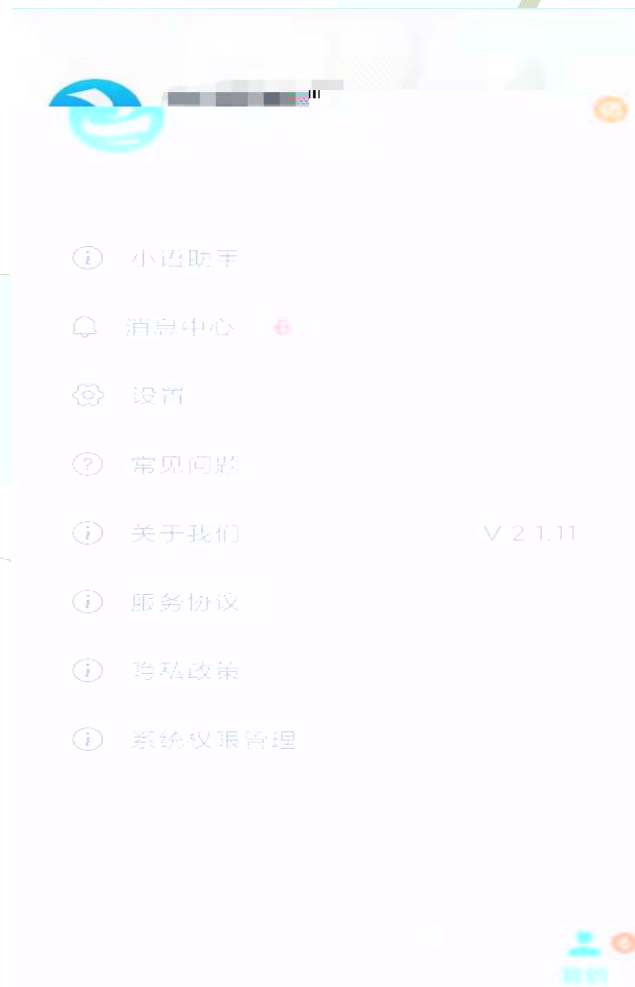 小语助手
消息中心 6
设置
常见问题
关于我们 V 2.1.11
服务协议
隐私政策
系统权限管理
我的